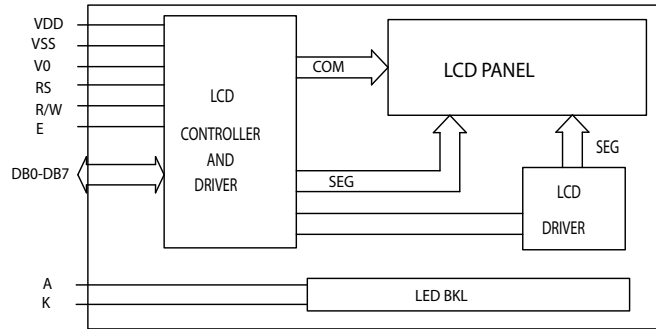 VDD
VSS
V0
RS
R/W
E
DB0-DB7
A
K
LCD
CONTROLLER
AND
DRIVER
COM
SEG
LCD PANEL
SEG
LCD
DRIVER
LED BKL